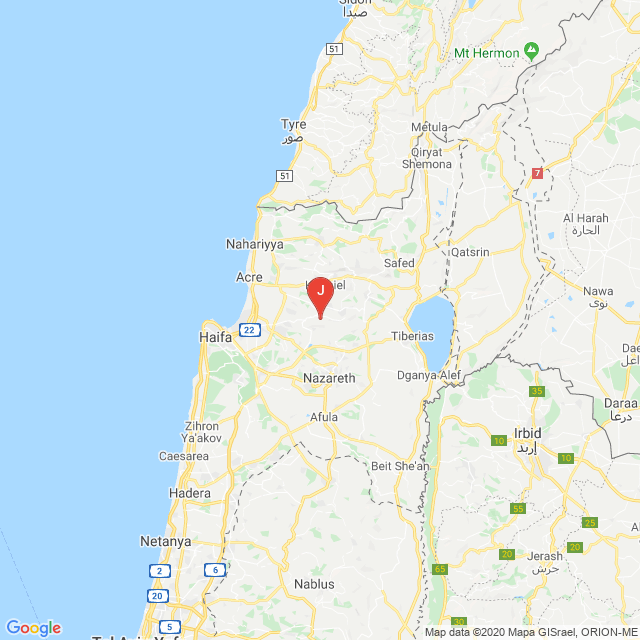 صيدا
51
Mt Hermon
Tyre
صور
Metula
Qiryat
Shemona
51
7
Al Harah
الحارة
Nahariyya
Safed
Qatsrin
Acre
J
Nawa
نوى
22
Haifa
Tiberias
Nazareth
Dganya Alef
35
Daraa
درعا
Afula
Zihron
Ya'akov
Irbid
إربد
10
10
Caesarea
Beit She'an
Hadera
55
25
Netanya
20
20
Jerash
جرش
2
6
65
Nablus
20
30
5
Google
Map data ©2020 Mapa GISrael, ORION-ME